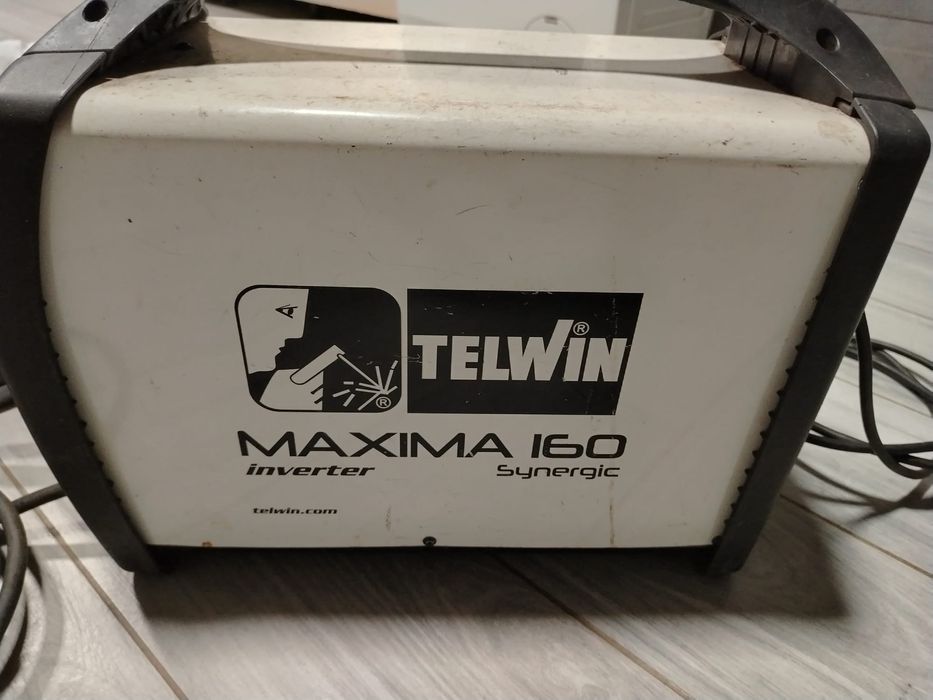 TELWIN®
®
MAXIMA 160
inverter Synergic
telwin.com